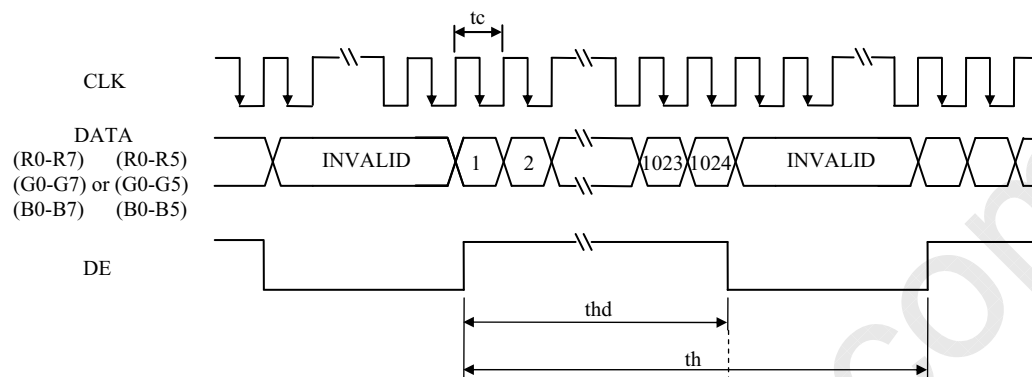 tc
CLK
DATA
(R0-R7) (R0-R5)
(G0-G7) or (G0-G5)
(B0-B7) (B0-B5)
INVALID 1 2 1023 1024 INVALID
DE
thd
th
com